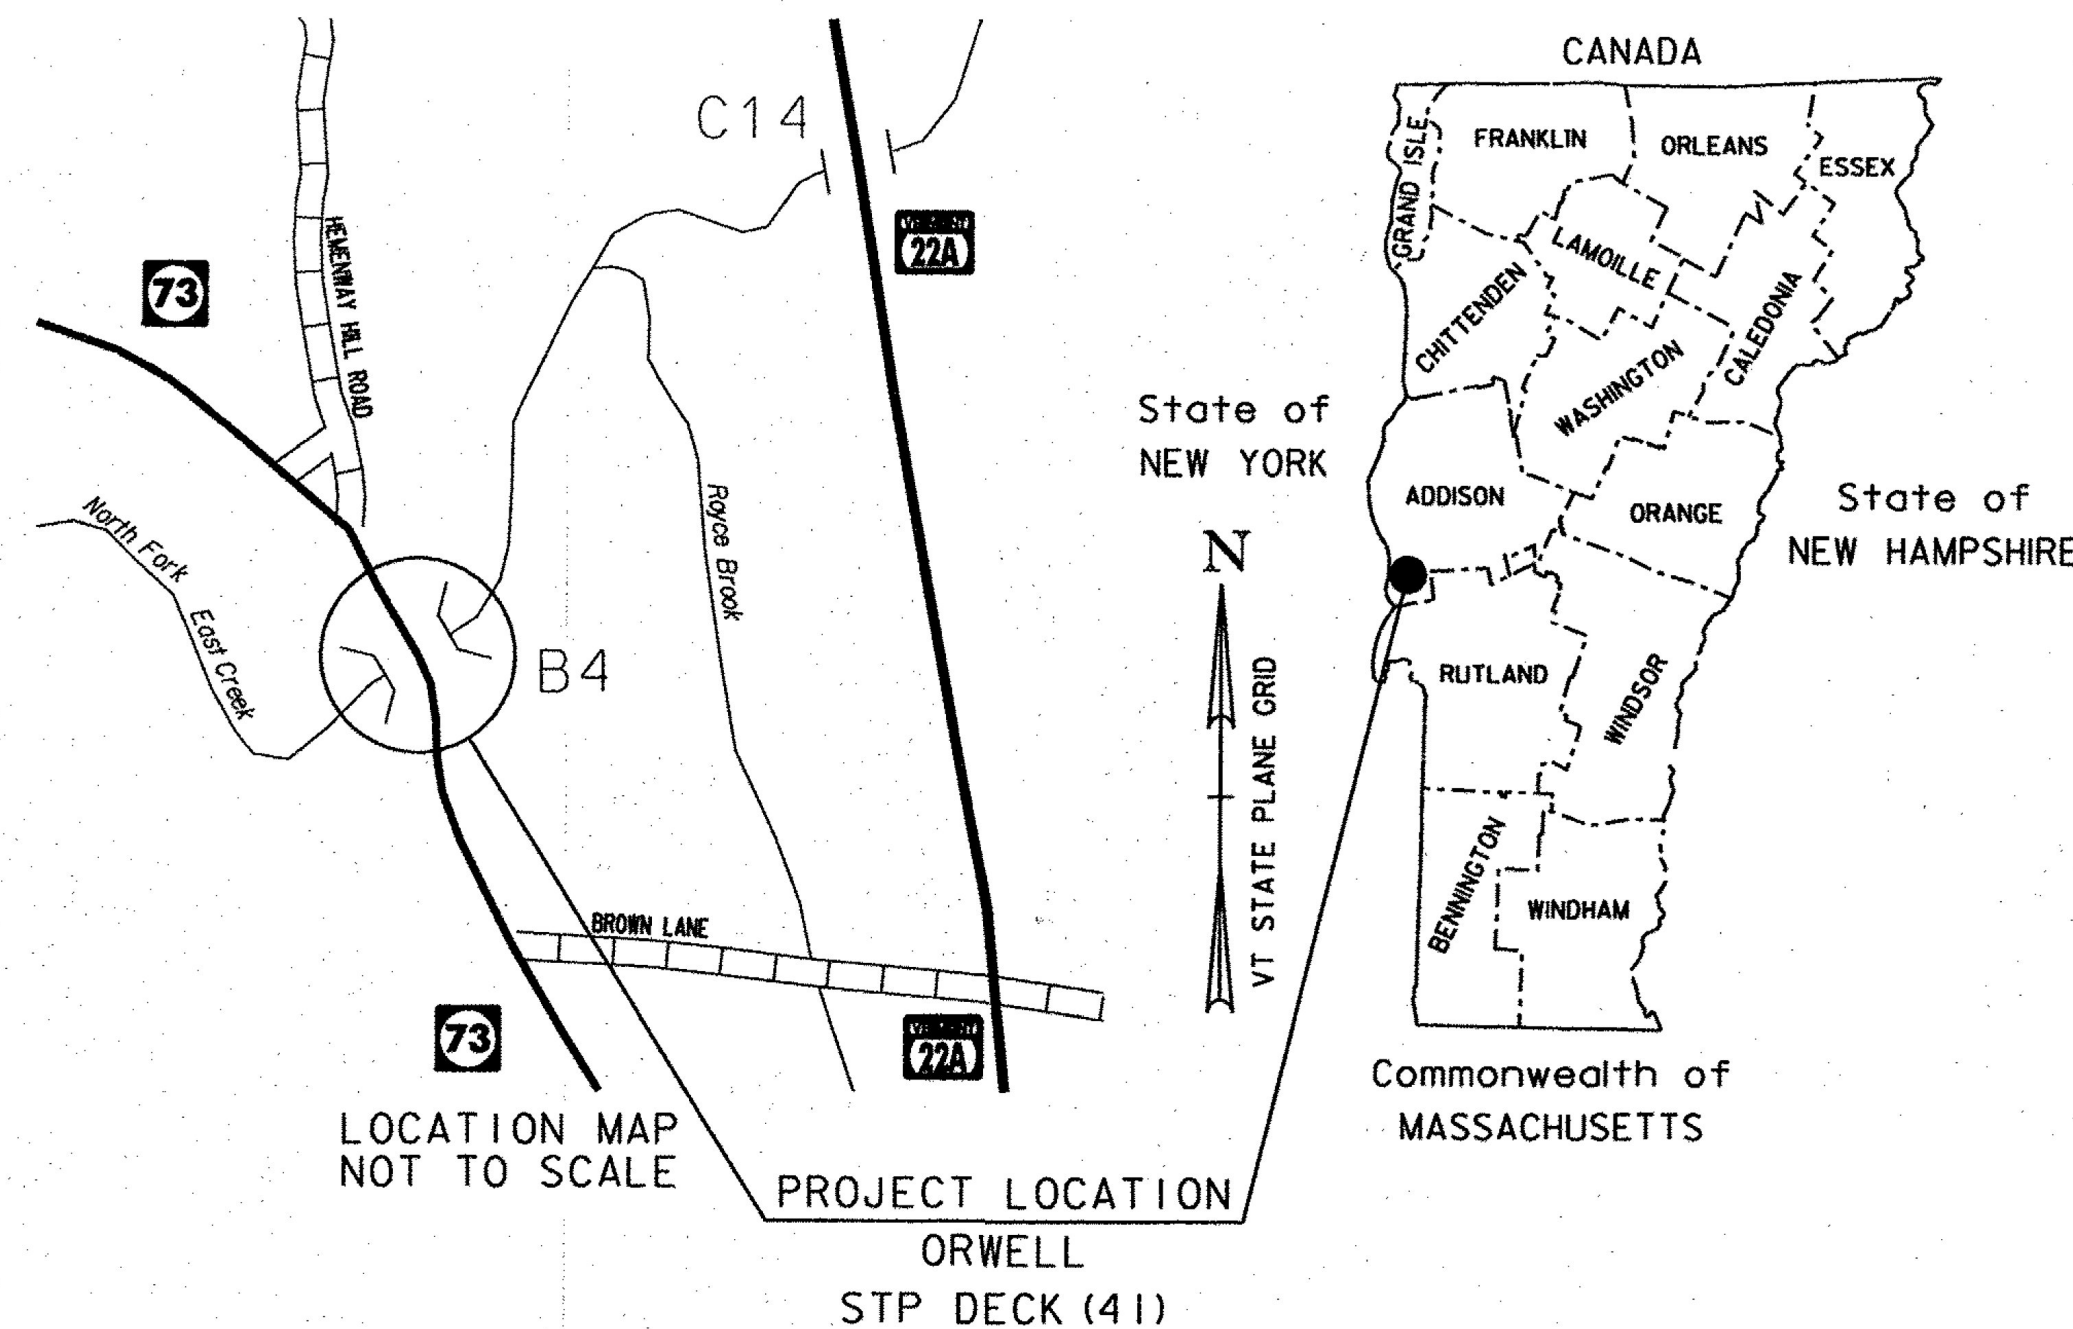 C14
VERMONT
22A
HEMENWAY HILL ROAD
73
North Fork
East Creek
Royce Brook
B4
BROWN LANE
73
VERMONT
22A
LOCATION MAP
NOT TO SCALE
N
VT STATE PLANE GRID
CANADA
GRAND ISLE
FRANKLIN
ORLEANS
ESSEX
LAMOILLE
CHITTENDEN
CALEDONIA
WASHINGTON
State of
NEW YORK
ADDISON
ORANGE
State of
NEW HAMPSHIRE
RUTLAND
WINDSOR
BENNINGTON
WINDHAM
Commonwealth of
MASSACHUSETTS
PROJECT LOCATION
ORWELL
STP DECK (41)